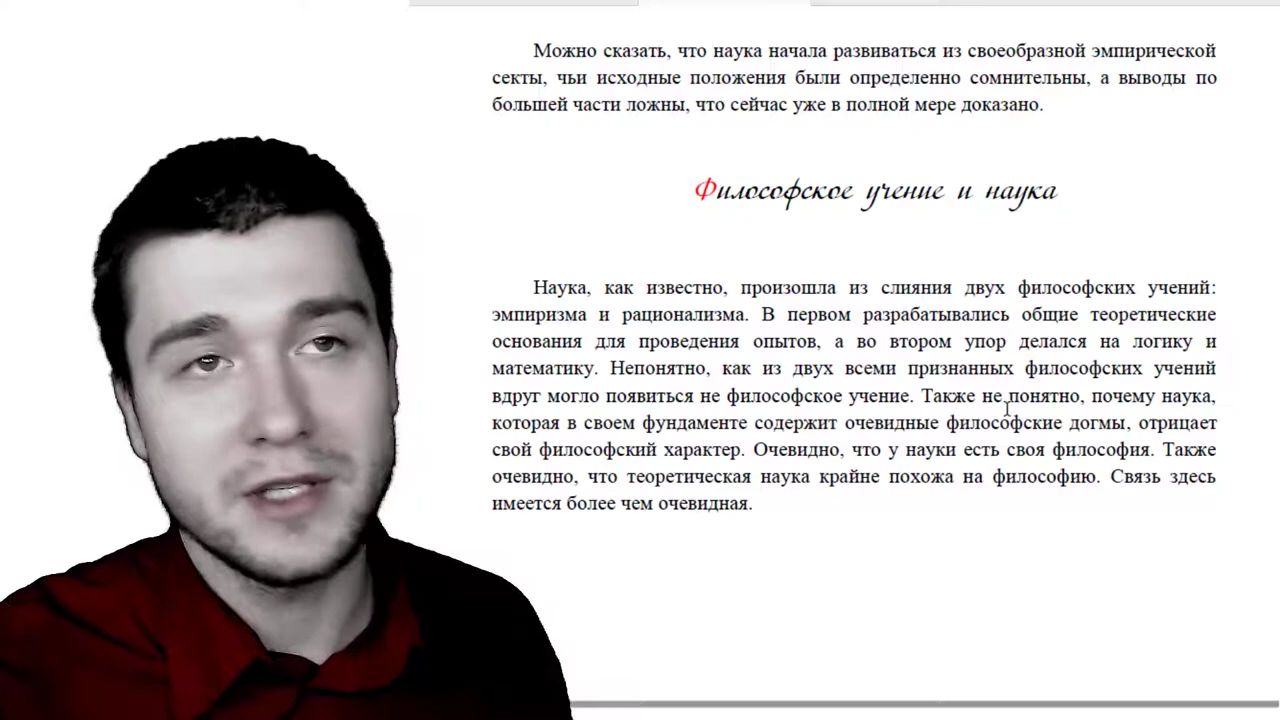 Можно сказать, что наука начала развиваться из своеобразной эмпирической
секты, чьи исходные положения были определенно сомнительны, а выводы по
большей части ложны, что сейчас уже в полной мере доказано.
Философское учение и наука
Наука, как известно, произошла из слияния двух философских учений:
эмпиризма и рационализма. В первом разрабатывались общие теоретические
основания для проведения опытов, а во втором упор делался на логику и
математику. Непонятно, как из двух всеми признанных философских учений
вдруг могло появиться не философское учение. Также не понятно, почему наука,
которая в своем фундаменте содержит очевидные философские догмы, отрицает
свой философский характер. Очевидно, что у науки есть своя философия. Также
очевидно, что теоретическая наука крайне похожа на философию. Связь здесь
имеется более чем очевидная.